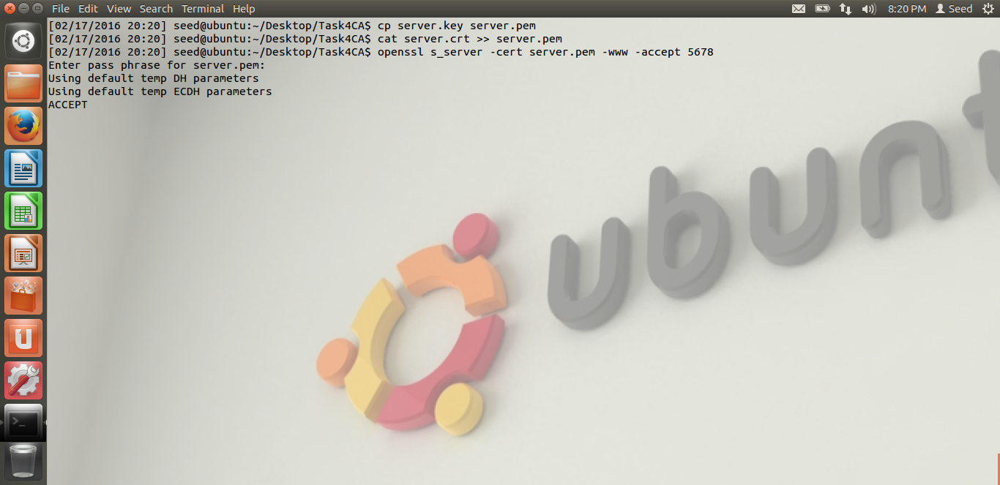 File Edit View Search Terminal Help 8:20 PM Seed
[02/17/2016 20:20] seed@ubuntu:~/Desktop/Task4CA$ cp server.key server.pem
[02/17/2016 20:20] seed@ubuntu:~/Desktop/Task4CA$ cat server.crt >> server.pem
[02/17/2016 20:20] seed@ubuntu:~/Desktop/Task4CA$ openssl s_server -cert server.pem -www -accept 5678
Enter pass phrase for server.pem:
Using default temp DH parameters
Using default temp ECDH parameters
ACCEPT
ubunt